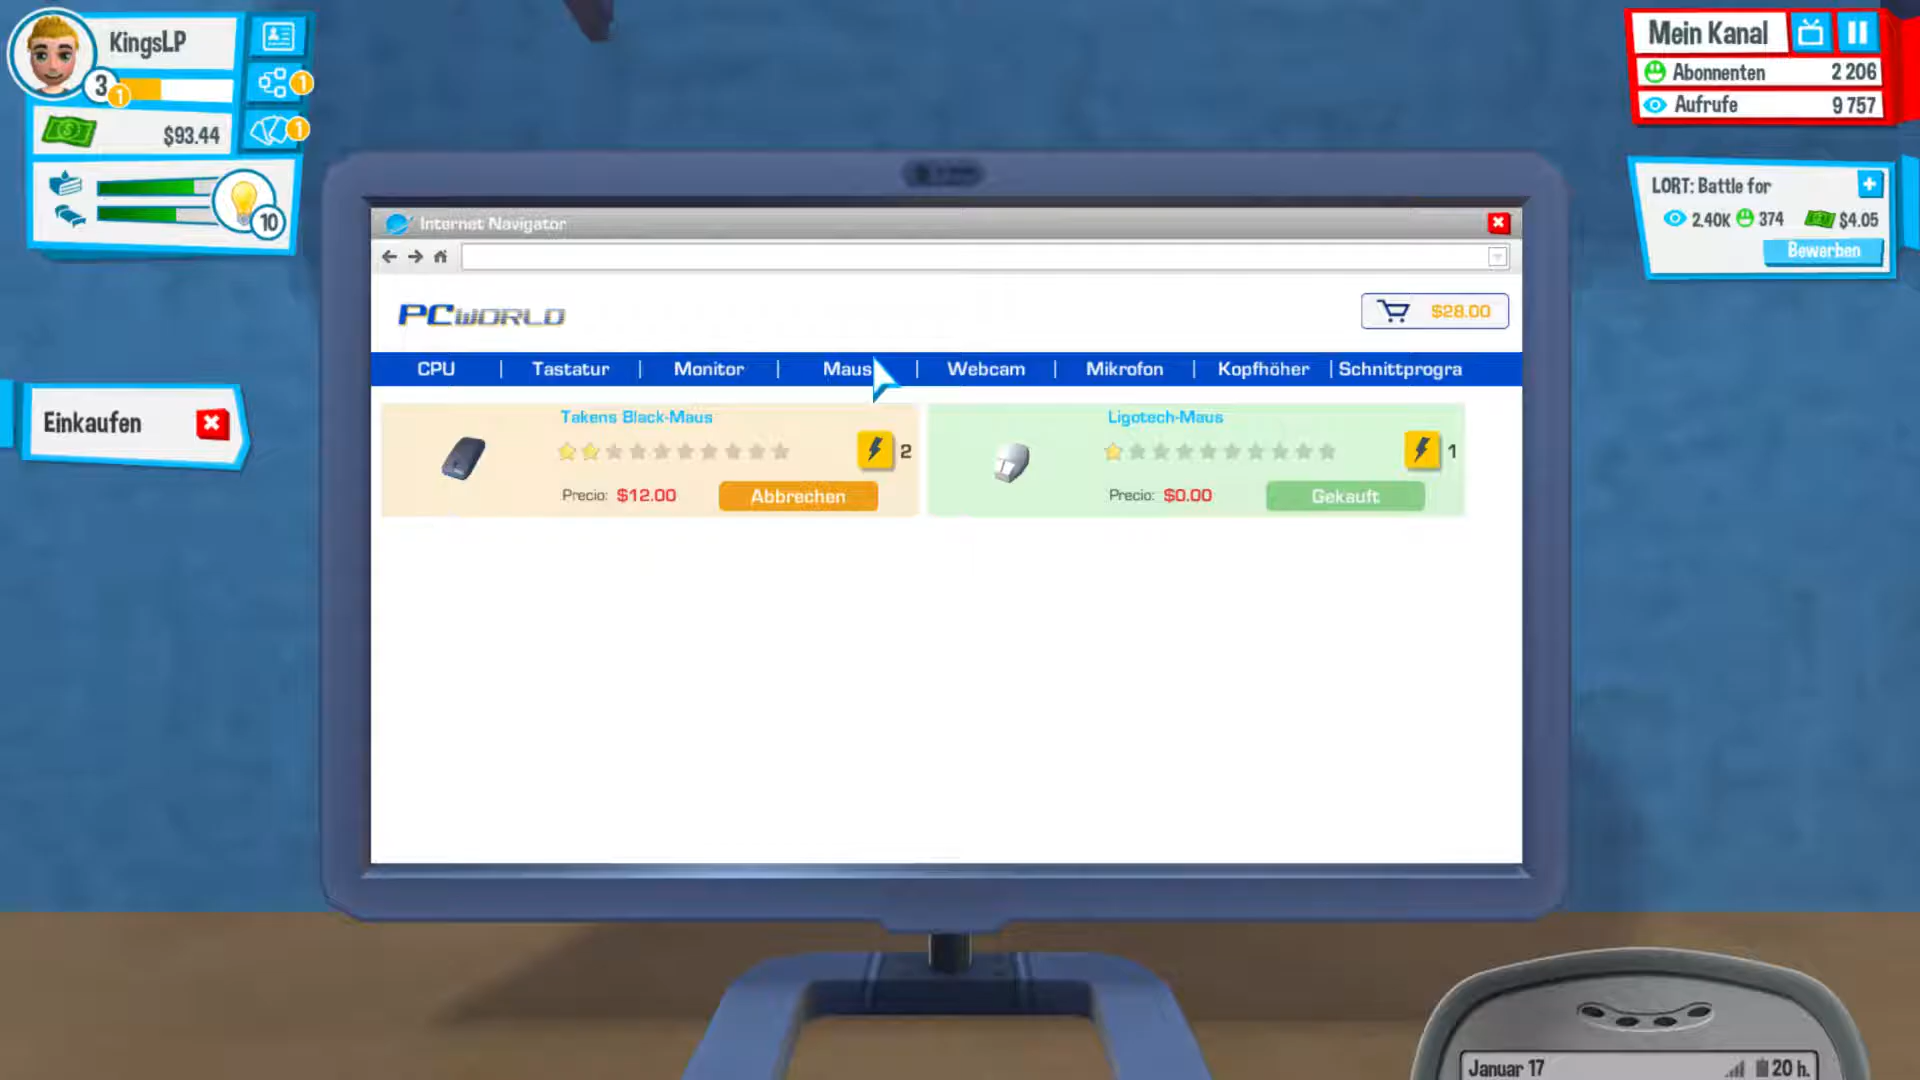 KingsLP
3
1
1
$93.44
1
10
Mein Kanal
Abonnenten 2 206
Aufrufe 9 757
LORT: Battle for
2.40K 374 $4.05
Bewerben
Einkaufen
Internet Navigator
PCWORLD
$28.00
CPU | Tastatur | Monitor | Maus | Webcam | Mikrofon | Kopfhöher | Schnittprogra
Takens Black-Maus
2
Precio: $12.00 Abbrechen
Ligotech-Maus
1
Precio: $0.00 Gekauft
Januar 17 20 h.